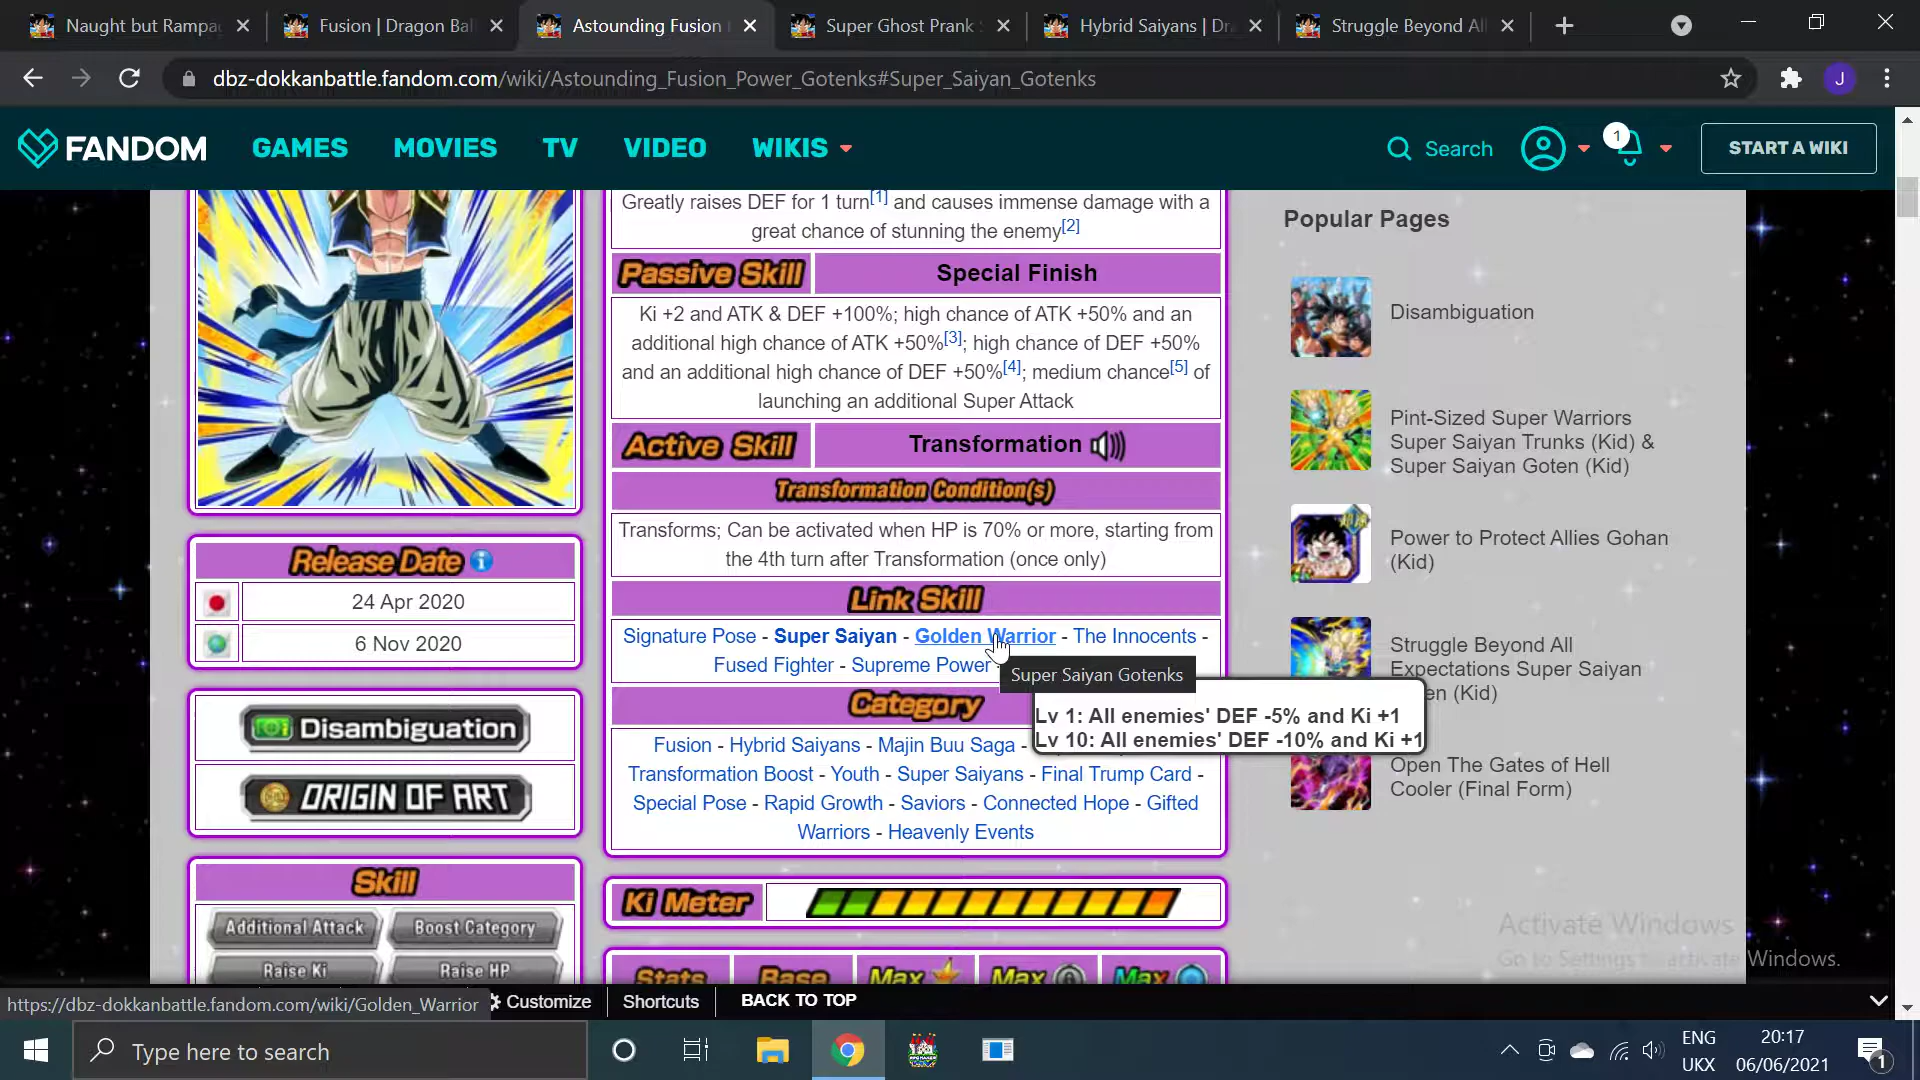 Naught but Rampa
Fusion | Dragon Bal
Astounding Fusion
Super Ghost Prank
Hybrid Saiyans | Dr
Struggle Beyond All
dbz-dokkanbattle.fandom.com/wiki/Astounding_Fusion_Power_Gotenks#Super_Saiyan_Gotenks
J
FANDOM
GAMES
MOVIES
TV
VIDEO
WIKIS
Search
1
START A WIKI
Greatly raises DEF for 1 turn[1] and causes immense damage with a
great chance of stunning the enemy[2]
Passive Skill
Special Finish
Ki +2 and ATK & DEF +100%; high chance of ATK +50% and an
additional high chance of ATK +50%[3]; high chance of DEF +50%
and an additional high chance of DEF +50%[4]; medium chance[5] of
launching an additional Super Attack
Active Skill
Transformation
Transformation Condition(s)
Transforms; Can be activated when HP is 70% or more, starting from
the 4th turn after Transformation (once only)
Link Skill
Signature Pose - Super Saiyan - Golden Warrior - The Innocents -
Fused Fighter - Supreme Power
Super Saiyan Gotenks
Lv 1: All enemies' DEF -5% and Ki +1
Lv 10: All enemies' DEF -10% and Ki +1
Category
Fusion - Hybrid Saiyans - Majin Buu Saga -
Transformation Boost - Youth - Super Saiyans - Final Trump Card -
Special Pose - Rapid Growth - Saviors - Connected Hope - Gifted
Warriors - Heavenly Events
Ki Meter
Stats
Base
Max
Max
Max
Release Date
24 Apr 2020
6 Nov 2020
Disambiguation
ORIGIN OF ART
Skill
Additional Attack
Boost Category
Raise Ki
Raise HP
Popular Pages
Disambiguation
Pint-Sized Super Warriors
Super Saiyan Trunks (Kid) &
Super Saiyan Goten (Kid)
Power to Protect Allies Gohan
(Kid)
Struggle Beyond All
Expectations Super Saiyan
en (Kid)
Open The Gates of Hell
Cooler (Final Form)
Activate Windows
Go to Settings to activate Windows.
https://dbz-dokkanbattle.fandom.com/wiki/Golden_Warrior
Customize
Shortcuts
BACK TO TOP
Type here to search
ENG
UKX
20:17
06/06/2021
1